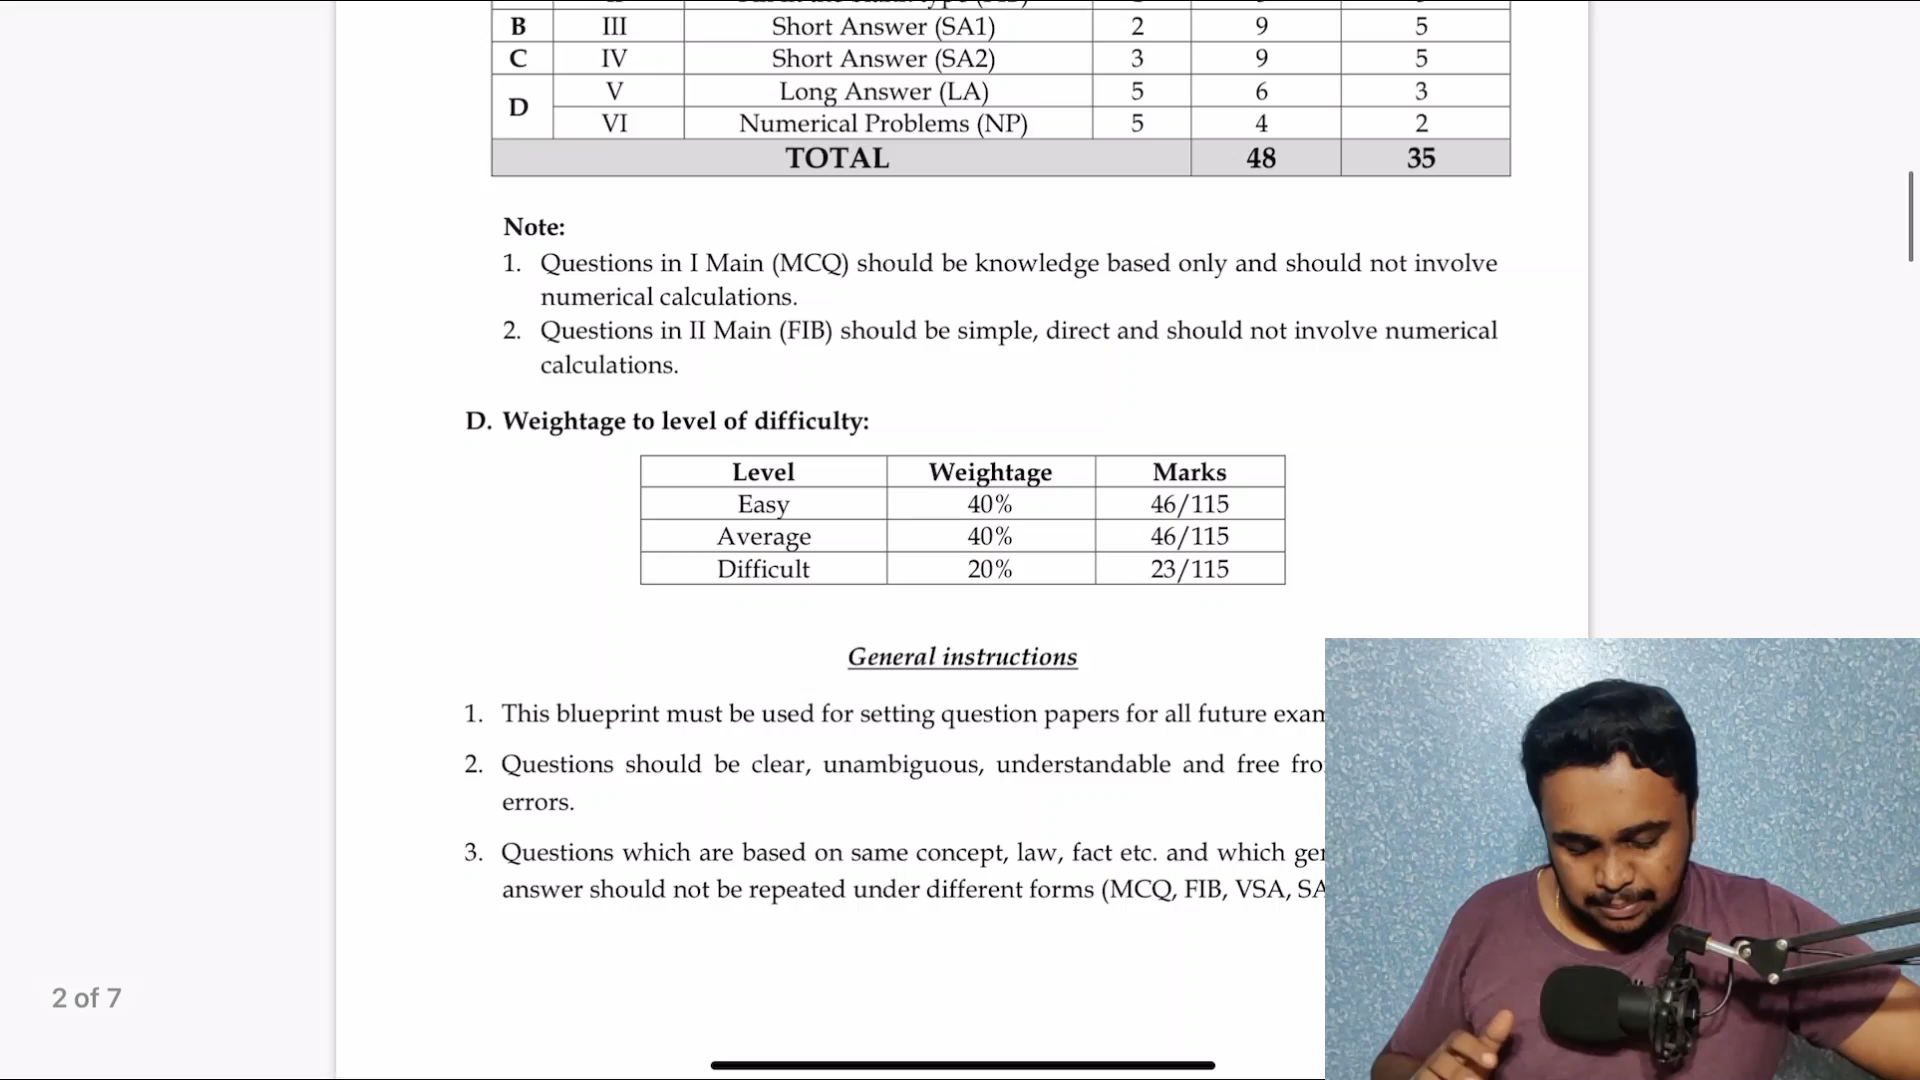 B III Short Answer (SA1) 2 9 5
C IV Short Answer (SA2) 3 9 5
D V Long Answer (LA) 5 6 3
VI Numerical Problems (NP) 5 4 2
TOTAL 48 35
Note:
1. Questions in I Main (MCQ) should be knowledge based only and should not involve
numerical calculations.
2. Questions in II Main (FIB) should be simple, direct and should not involve numerical
calculations.
D. Weightage to level of difficulty:
Level Weightage Marks
Easy 40% 46/115
Average 40% 46/115
Difficult 20% 23/115
General instructions
1. This blueprint must be used for setting question papers for all future exam
2. Questions should be clear, unambiguous, understandable and free fro
errors.
3. Questions which are based on same concept, law, fact etc. and which ger
answer should not be repeated under different forms (MCQ, FIB, VSA, SA
2 of 7